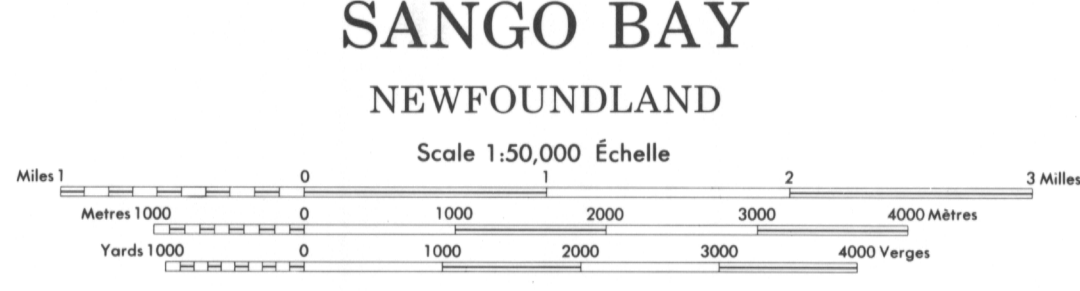 SANGO BAY
NEWFOUNDLAND
Scale 1:50,000 Échelle
Miles 1 0 1 2 3 Milles
Metres 1000 0 1000 2000 3000 4000 Mètres
Yards 1000 0 1000 2000 3000 4000 Verges